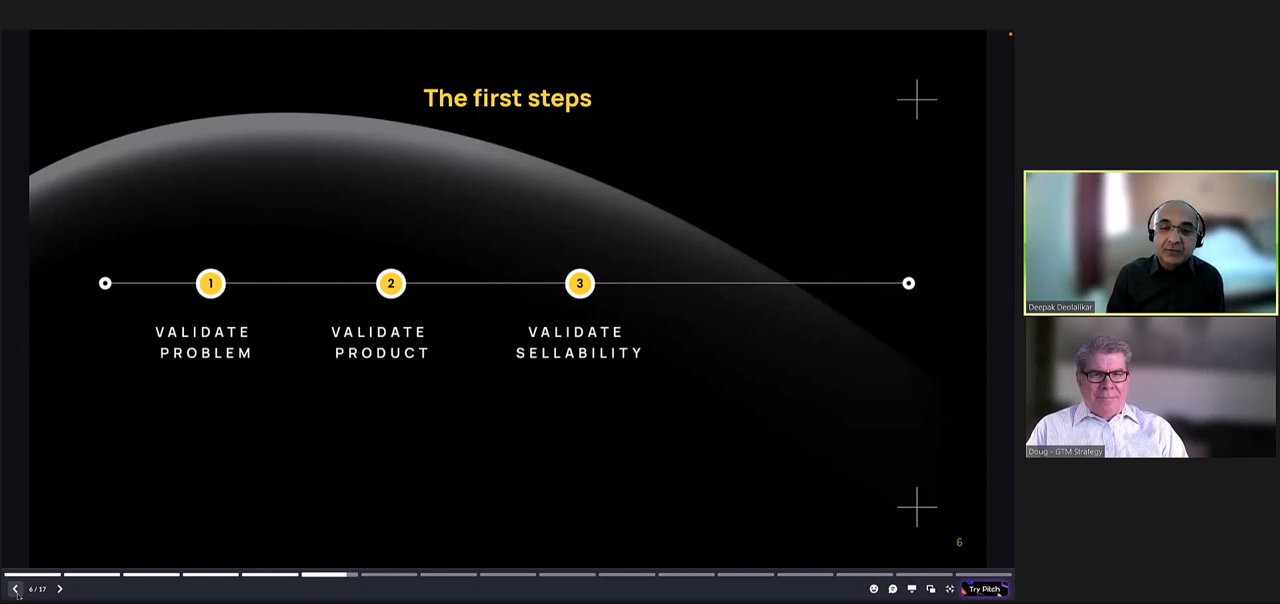 The first steps
1
2
3
VALIDATE
PROBLEM
VALIDATE
PRODUCT
VALIDATE
SELLABILITY
6
6 / 17
Try Pitch
Deepak Deolalikar
Doug - GTM Strategy